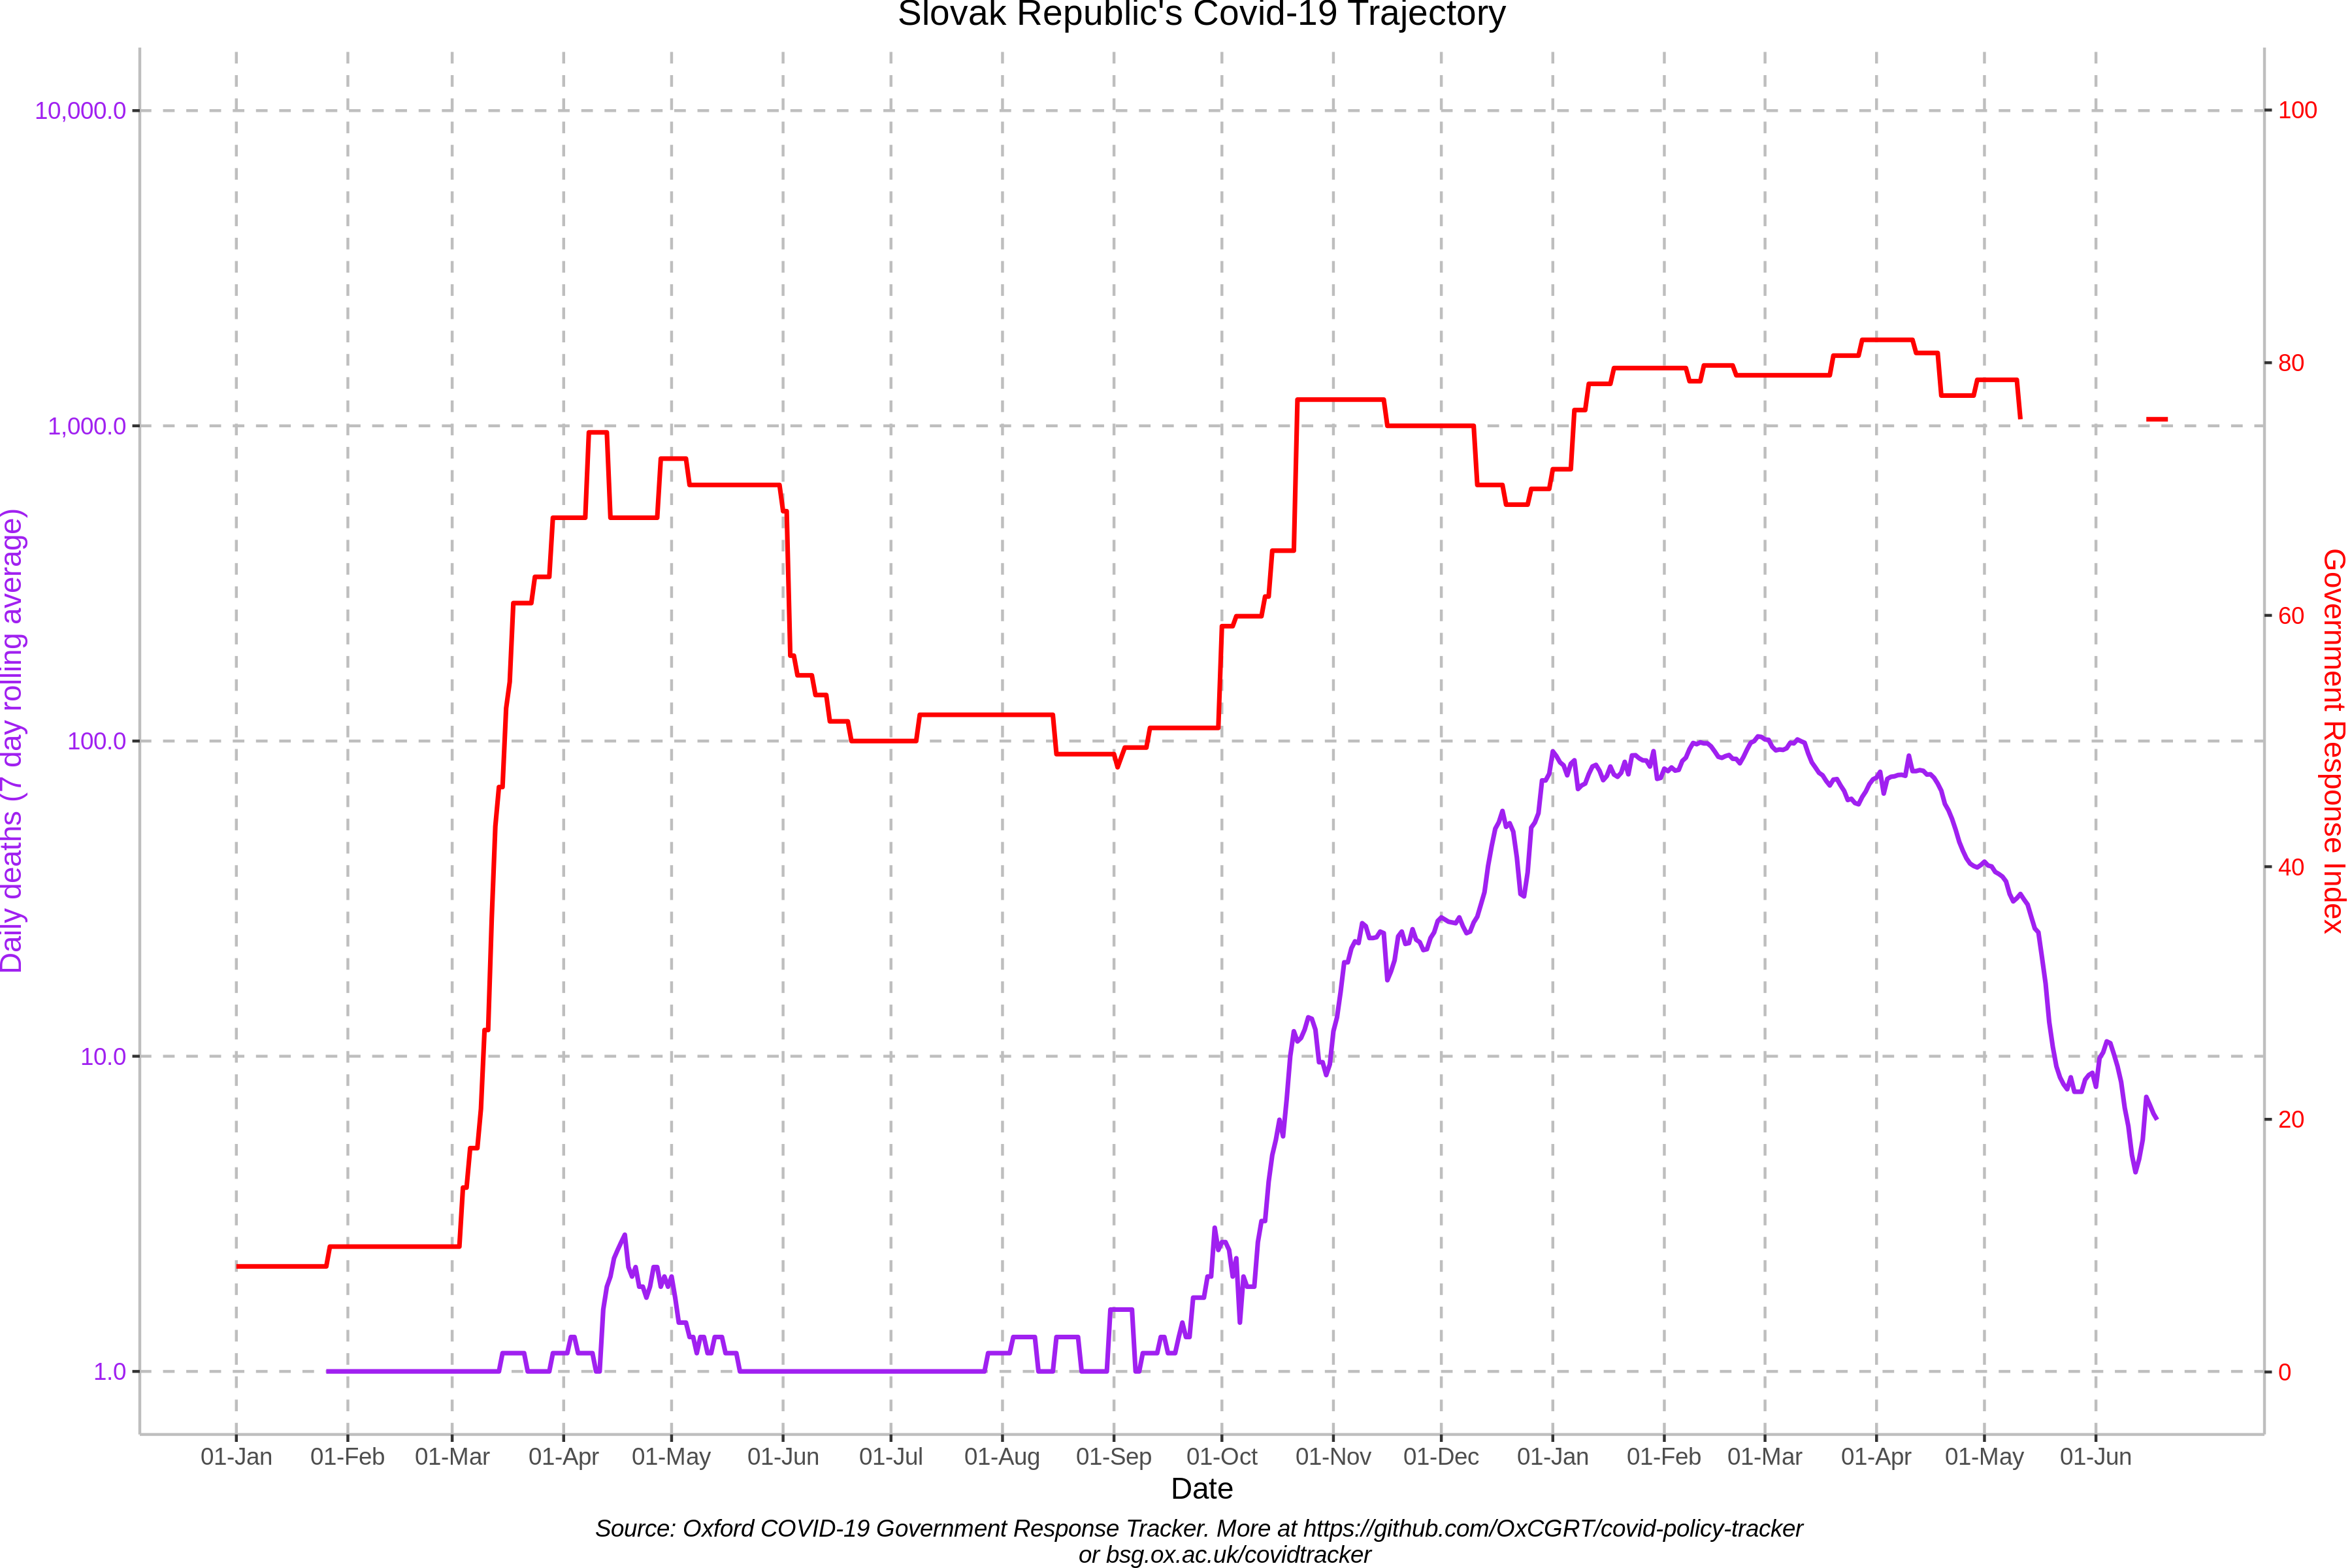 Slovak Republic's Covid-19 Trajectory
10,000.0
1,000.0
100.0
10.0
1.0
Daily deaths (7 day rolling average)
100
80
60
40
20
0
Government Response Index
01-Jan 01-Feb 01-Mar 01-Apr 01-May 01-Jun 01-Jul 01-Aug 01-Sep 01-Oct 01-Nov 01-Dec 01-Jan 01-Feb 01-Mar 01-Apr 01-May 01-Jun
Date
Source: Oxford COVID-19 Government Response Tracker. More at https://github.com/OxCGRT/covid-policy-tracker
or bsg.ox.ac.uk/covidtracker